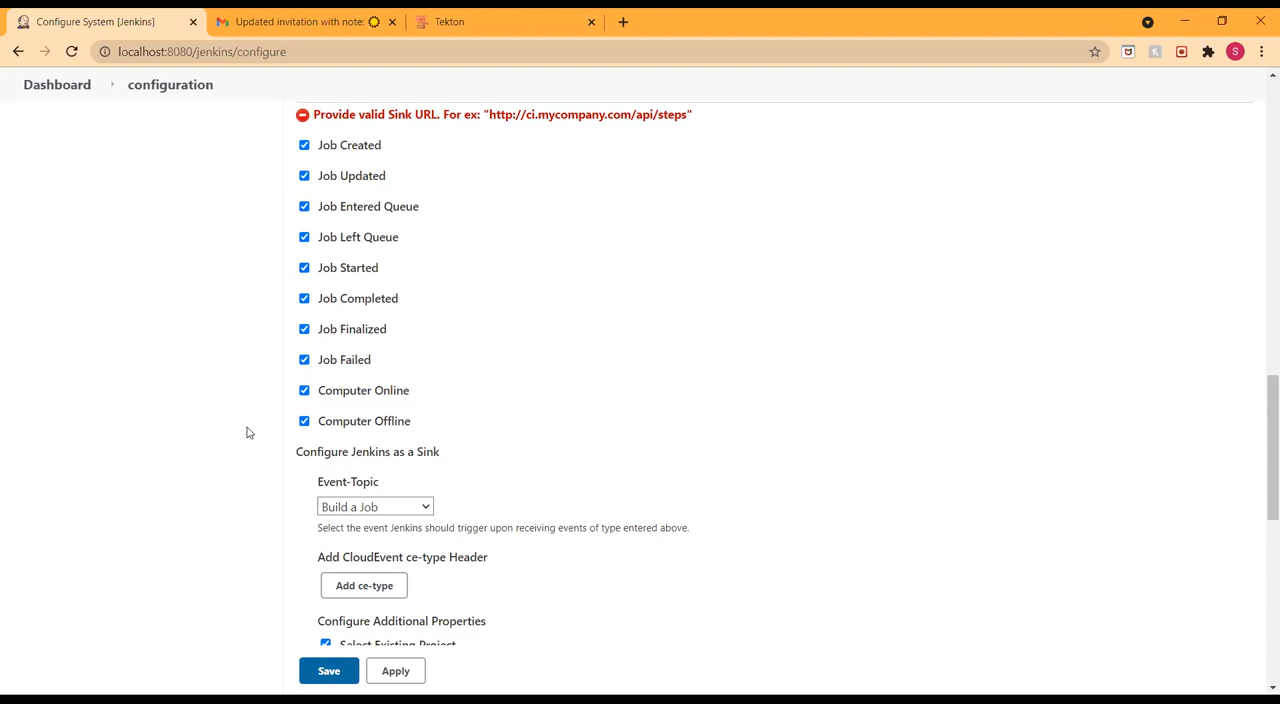 Configure System [Jenkins]
Updated invitation with note:
Tekton
localhost:8080/jenkins/configure
S
Dashboard
configuration
Provide valid Sink URL. For ex: "http://ci.mycompany.com/api/steps"
Job Created
Job Updated
Job Entered Queue
Job Left Queue
Job Started
Job Completed
Job Finalized
Job Failed
Computer Online
Computer Offline
Configure Jenkins as a Sink
Event-Topic
Build a Job
Select the event Jenkins should trigger upon receiving events of type entered above.
Add CloudEvent ce-type Header
Add ce-type
Configure Additional Properties
Select Existing Project
Save
Apply